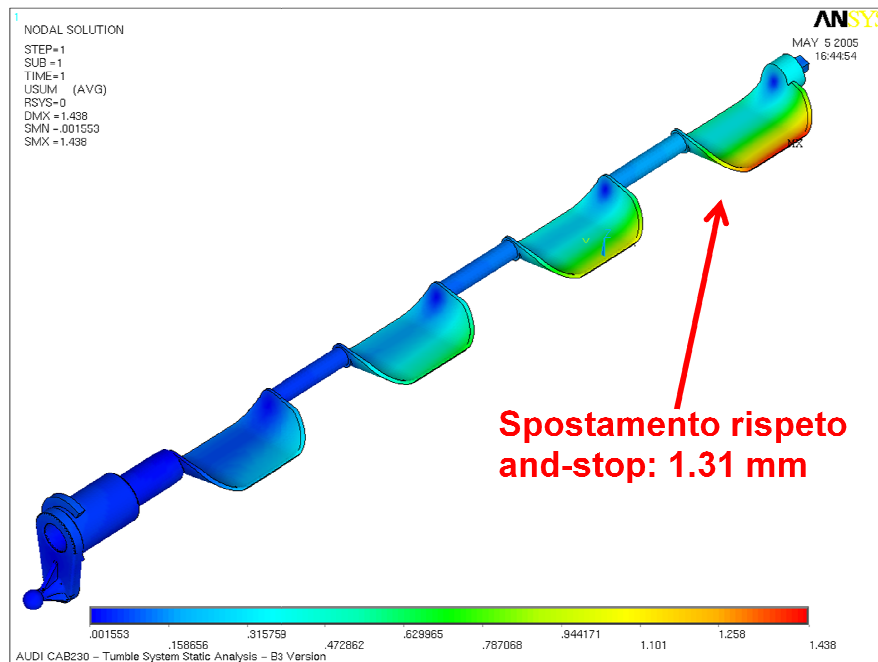 1
NODAL SOLUTION
STEP=1
SUB =1
TIME=1
USUM (AVG)
RSYS=0
DMX =1.438
SMN =.001553
SMX =1.438
ANSYS
MAY 5 2005
16:44:54
MX
Y
Spostamento rispeto
and-stop: 1.31 mm
.001553 .158656 .315759 .472862 .629965 .787068 .944171 1.101 1.258 1.438
AUDI CAB230 – Tumble System Static Analysis – B3 Version